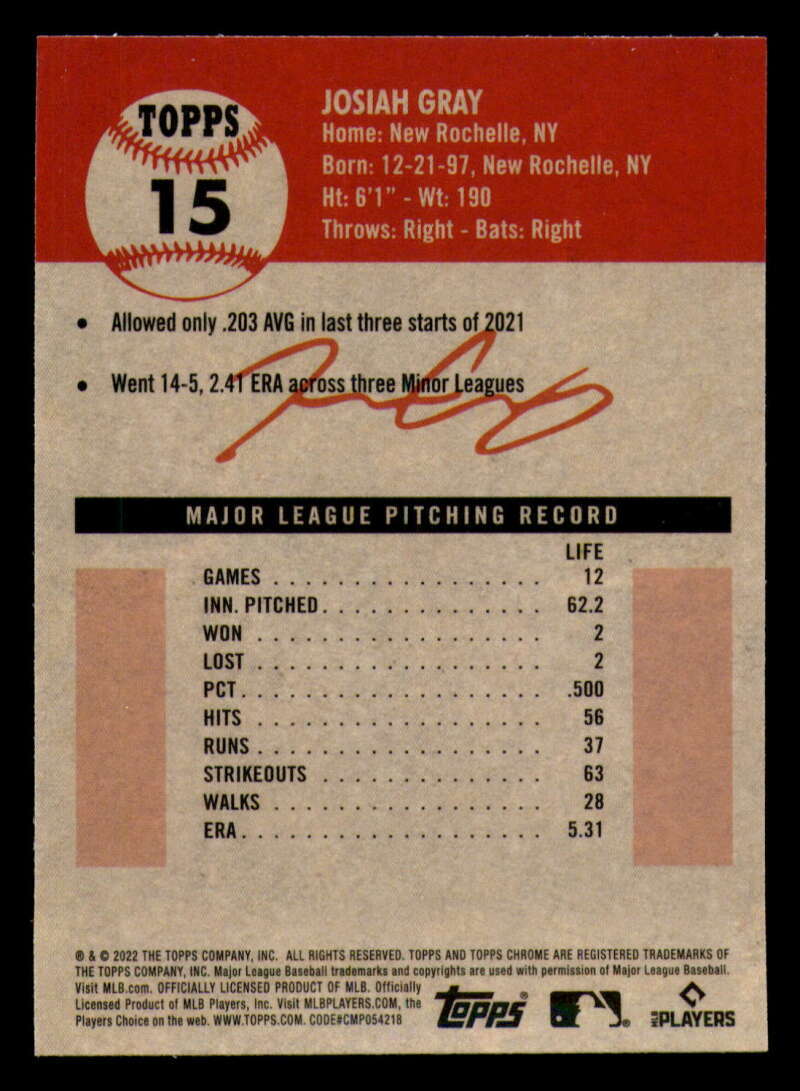 TOPPS
15
JOSIAH GRAY
Home: New Rochelle, NY
Born: 12-21-97, New Rochelle, NY
Ht: 6'1" - Wt: 190
Throws: Right - Bats: Right
• Allowed only .203 AVG in last three starts of 2021
• Went 14-5, 2.41 ERA across three Minor Leagues
MAJOR LEAGUE PITCHING RECORD
LIFE
GAMES . . . . . . . . . . . . . . . . . 12
INN. PITCHED. . . . . . . . . . . . . . 62.2
WON . . . . . . . . . . . . . . . . . . 2
LOST . . . . . . . . . . . . . . . . . . 2
PCT. . . . . . . . . . . . . . . . . . . .500
HITS . . . . . . . . . . . . . . . . . . 56
RUNS . . . . . . . . . . . . . . . . . . 37
STRIKEOUTS . . . . . . . . . . . . . . 63
WALKS . . . . . . . . . . . . . . . . . 28
ERA. . . . . . . . . . . . . . . . . . . 5.31
® & © 2022 THE TOPPS COMPANY, INC. ALL RIGHTS RESERVED. TOPPS AND TOPPS CHROME ARE REGISTERED TRADEMARKS OF
THE TOPPS COMPANY, INC. Major League Baseball trademarks and copyrights are used with permission of Major League Baseball.
Visit MLB.com. OFFICIALLY LICENSED PRODUCT OF MLB. Officially
Licensed Product of MLB Players, Inc. Visit MLBPLAYERS.COM, the
Players Choice on the web. WWW.TOPPS.COM. CODE#CMP054218
Topps®
MLB PLAYERS